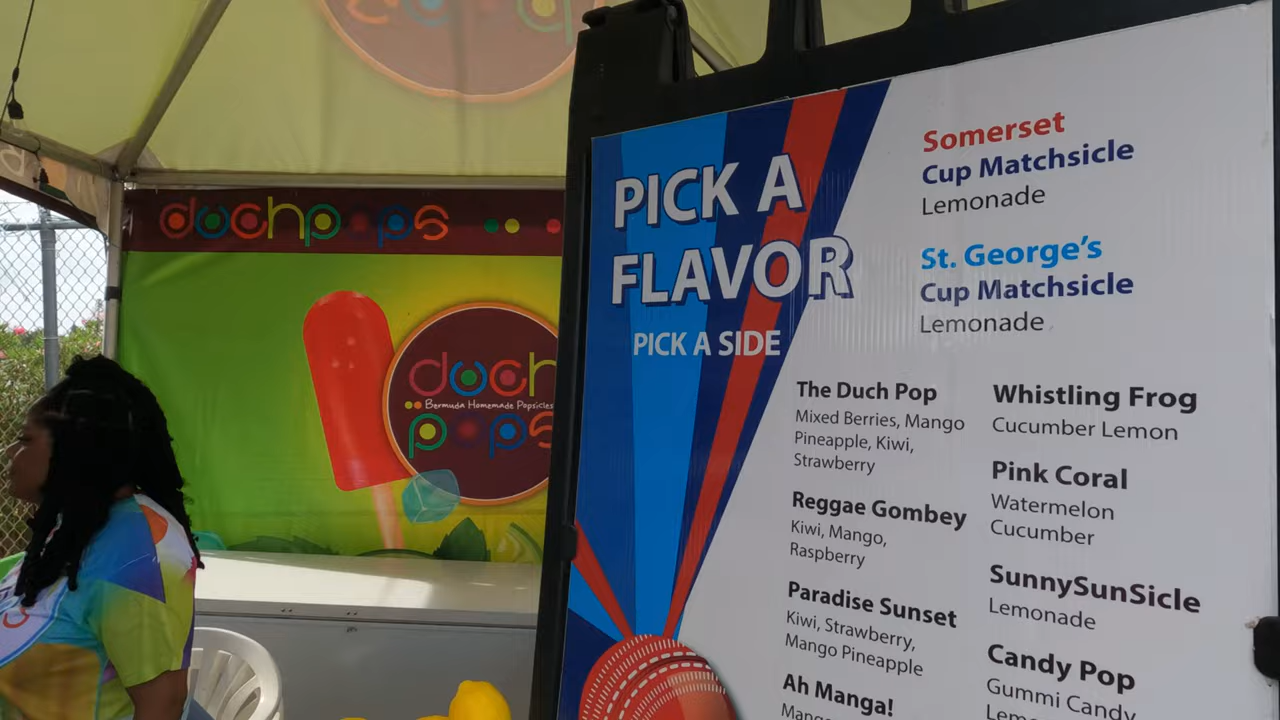 duchpops
duch
Bermuda Homemade Popsicles
pops
PICK A
FLAVOR
PICK A SIDE
Somerset
Cup Matchsicle
Lemonade
St. George's
Cup Matchsicle
Lemonade
The Duch Pop
Mixed Berries, Mango
Pineapple, Kiwi,
Strawberry
Reggae Gombey
Kiwi, Mango,
Raspberry
Paradise Sunset
Kiwi, Strawberry,
Mango Pineapple
Ah Manga!
Whistling Frog
Cucumber Lemon
Pink Coral
Watermelon
Cucumber
SunnySunSicle
Lemonade
Candy Pop
Gummi Candy